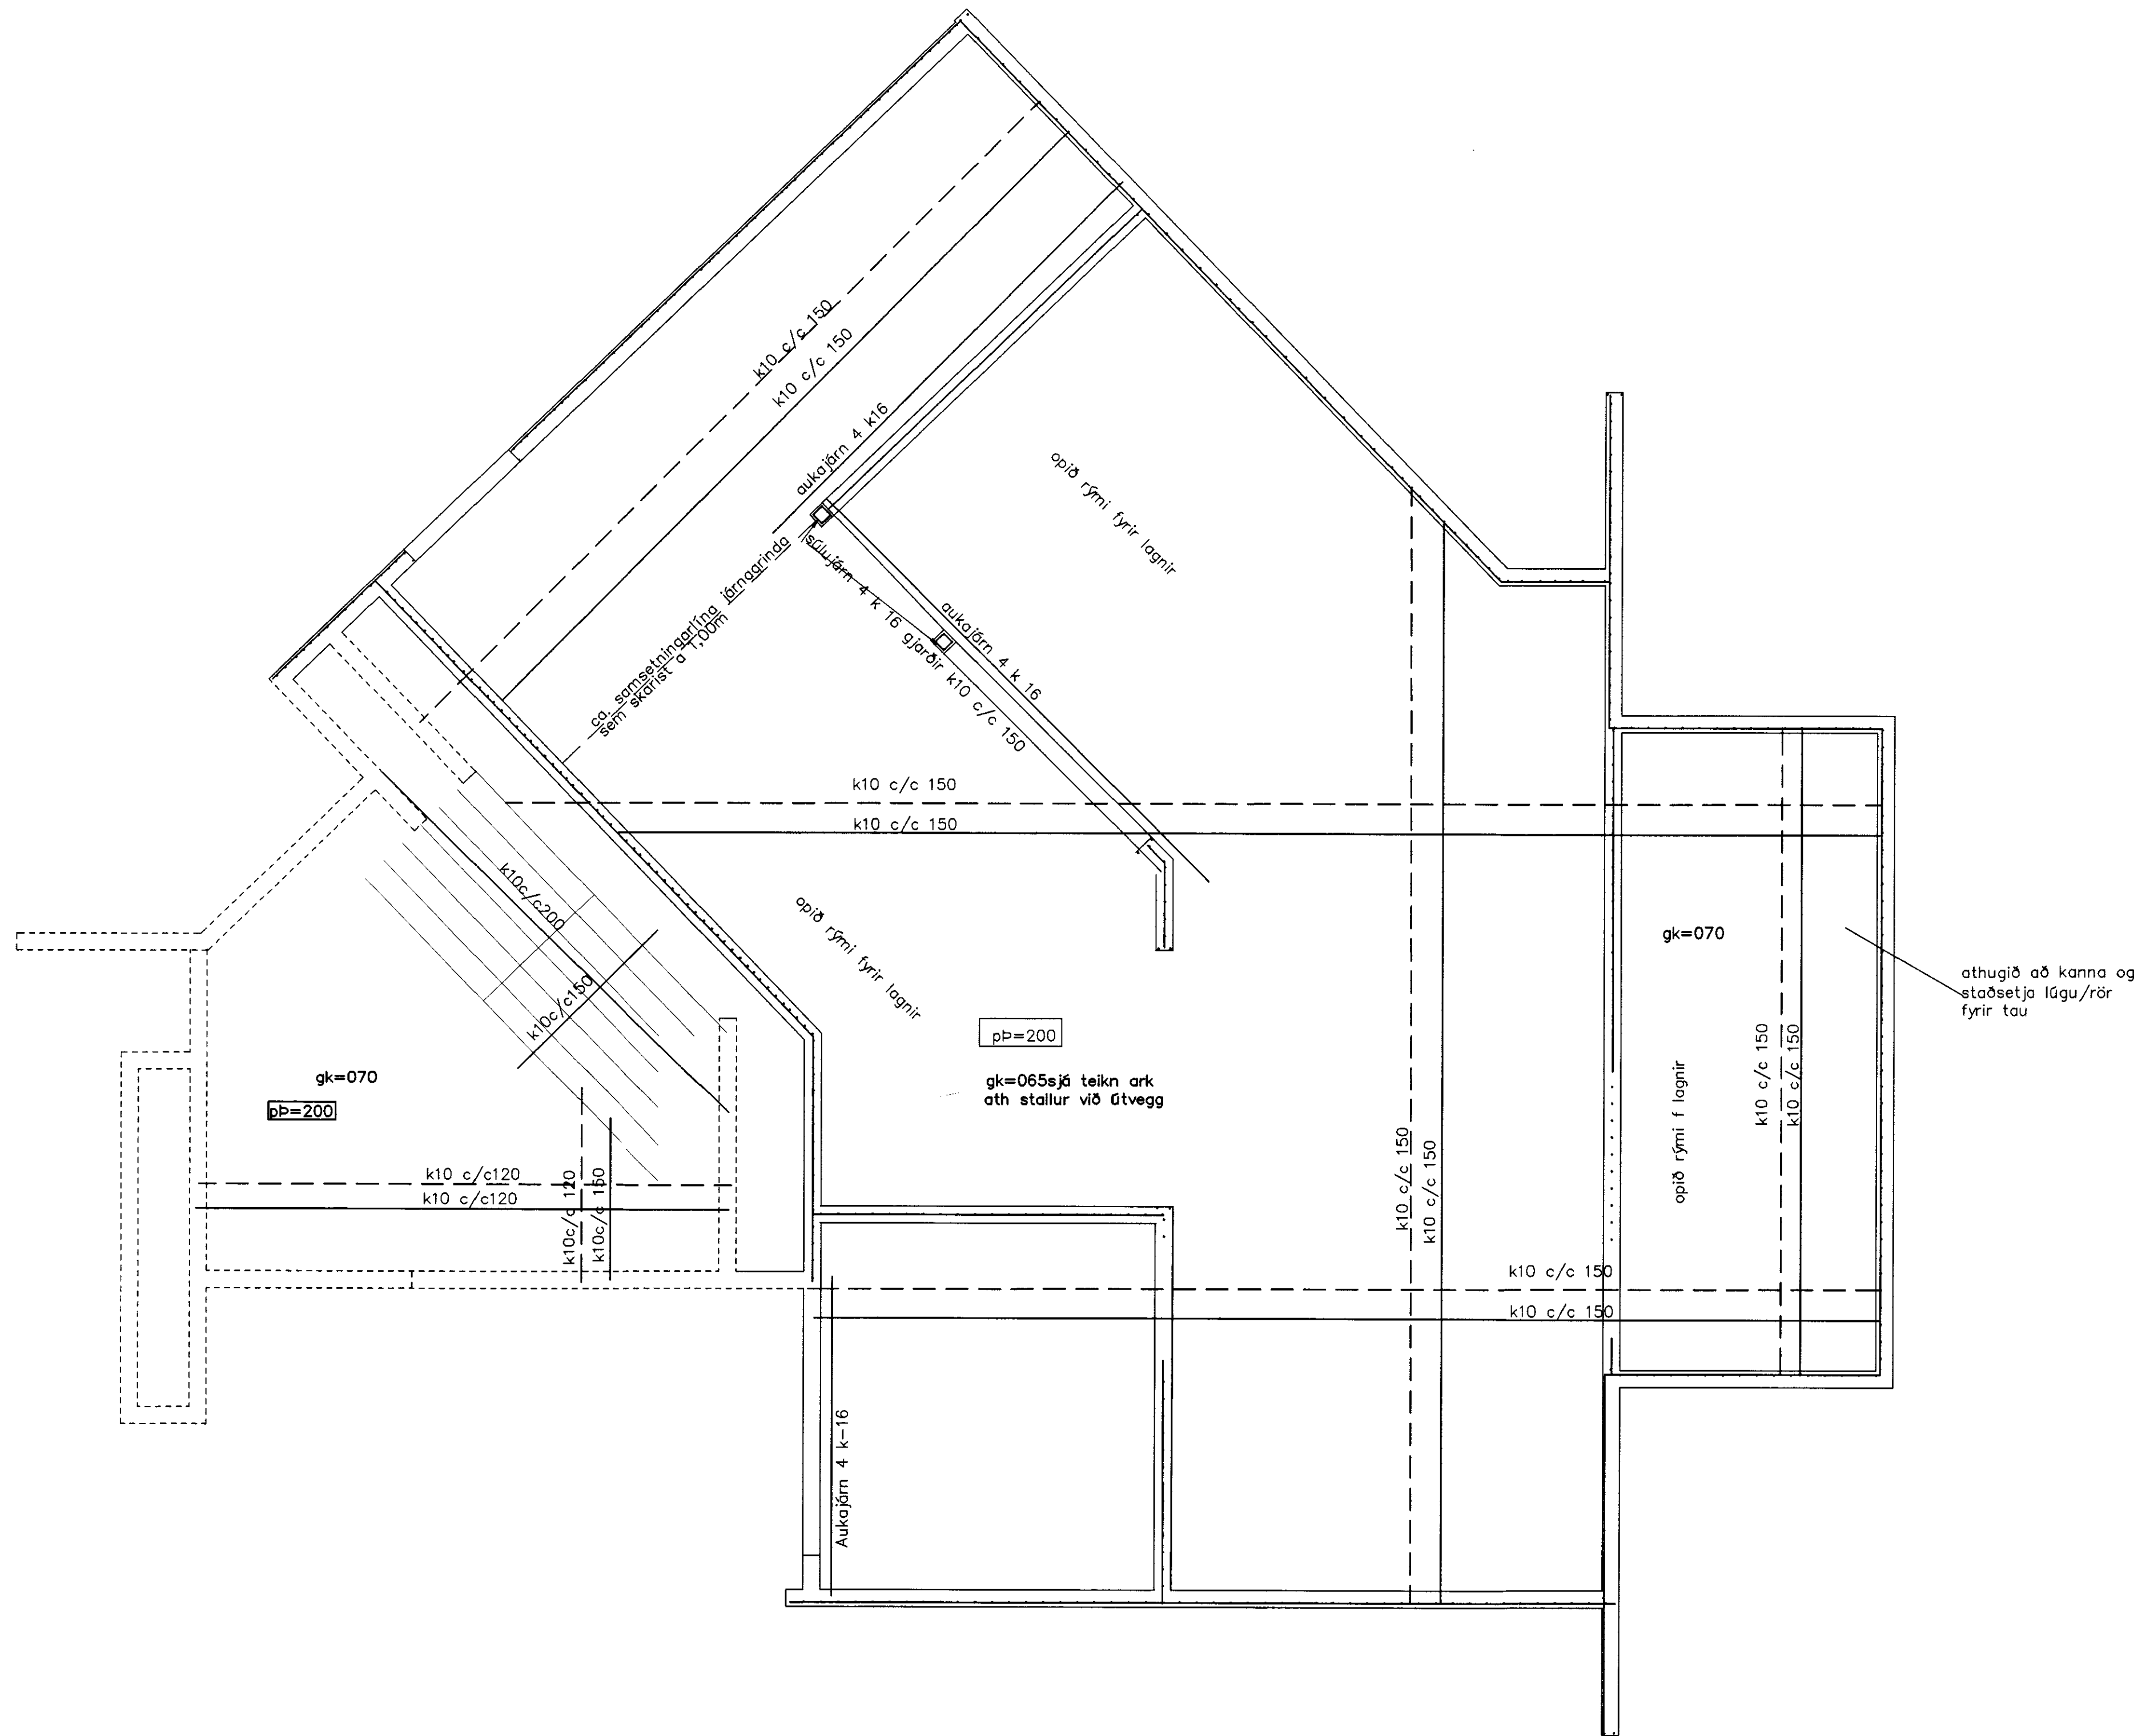 k10 c/c 150
k10 c/c 150
aukajárn 4 k16
opið rými fyrir lagnir
ca. samsetningarlína járnagrinda
sem skarist á 1,00m
súlujárn 4 k 16 gjarðir k10 c/c 150
aukajárn 4 k 16
k10 c/c 150
k10 c/c 150
k10c/c200
k10c/c150
opið rými fyrir lagnir
gk=070
athugið að kanna og
staðsetja lúgu/rör
fyrir tau
pÞ=200
gk=065sjá teikn ark
ath stallur við útvegg
gk=070
pÞ=200
k10 c/c 150
k10 c/c 150
opið rými f lagnir
k10 c/c 150
k10 c/c 150
k10 c/c120
k10 c/c120
k10c/c 120
k10c/c 150
k10 c/c 150
k10 c/c 150
Aukajárn 4 k-16